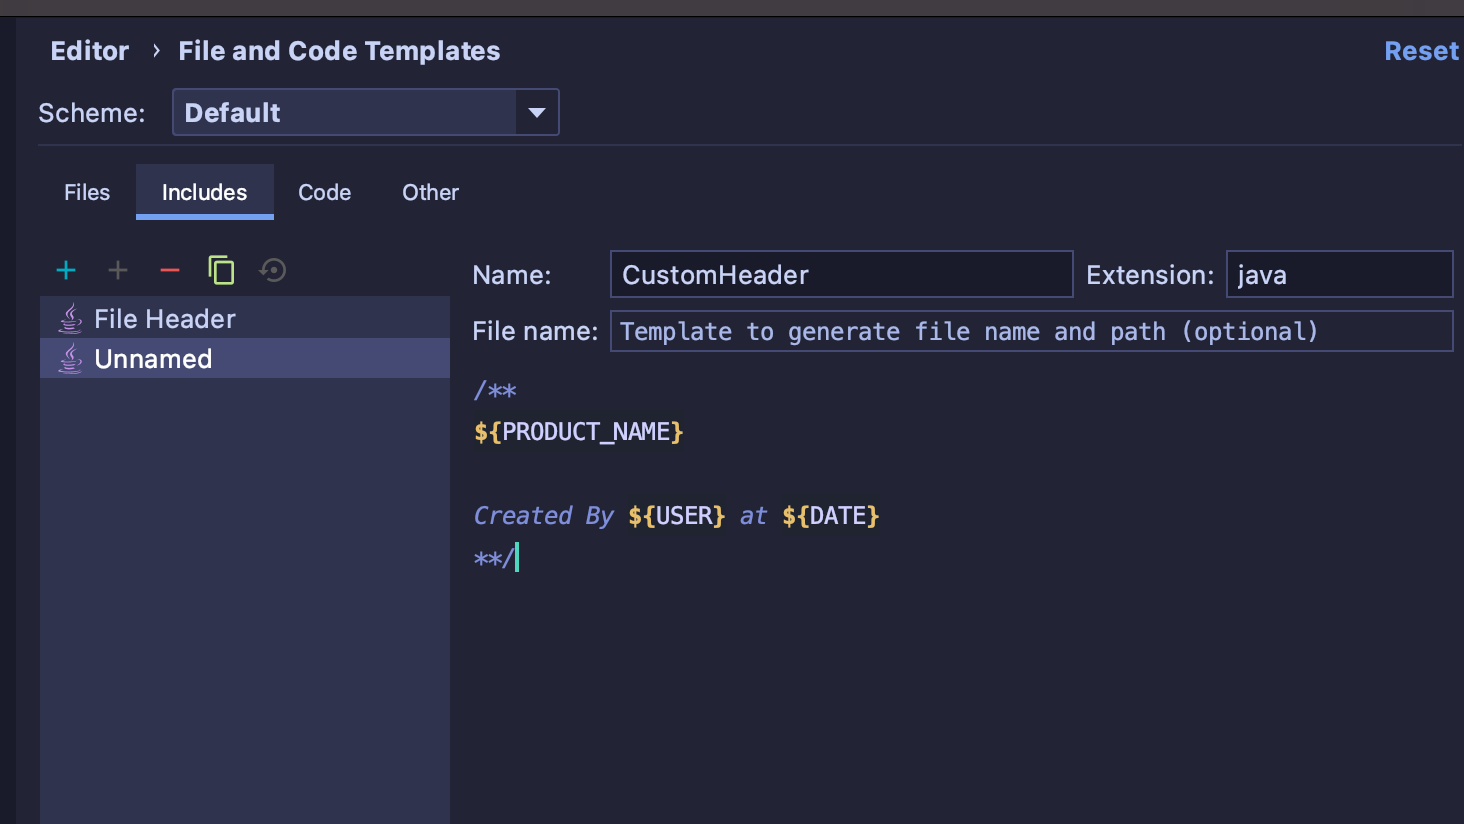 Editor › File and Code Templates
Reset
Scheme: Default
Files Includes Code Other
Name: CustomHeader Extension: java
File Header
File name: Template to generate file name and path (optional)
Unnamed
/**
${PRODUCT_NAME}
Created By ${USER} at ${DATE}
**/